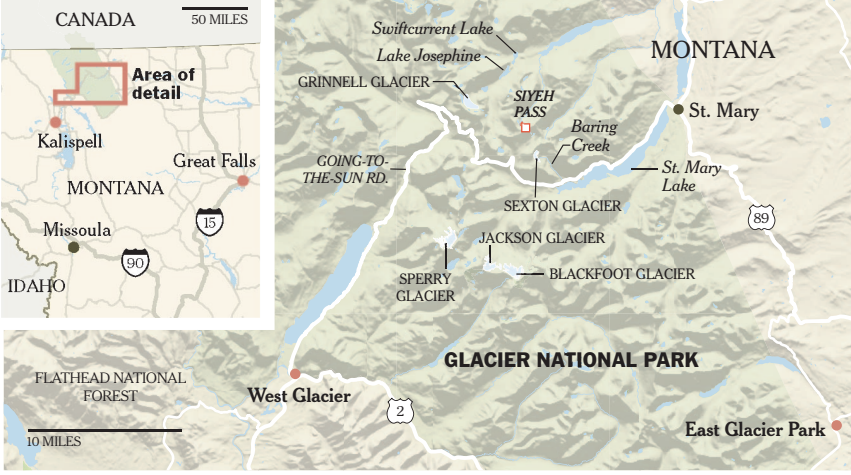 CANADA
50 MILES
Area of
detail
Kalispell
Great Falls
MONTANA
15
Missoula
90
IDAHO
Swiftcurrent Lake
Lake Josephine
MONTANA
GRINNELL GLACIER
SIYEH
PASS
St. Mary
Baring
Creek
GOING-TO-
THE-SUN RD.
St. Mary
Lake
SEXTON GLACIER
89
JACKSON GLACIER
SPERRY
GLACIER
BLACKFOOT GLACIER
GLACIER NATIONAL PARK
FLATHEAD NATIONAL
FOREST
West Glacier
2
East Glacier Park
10 MILES